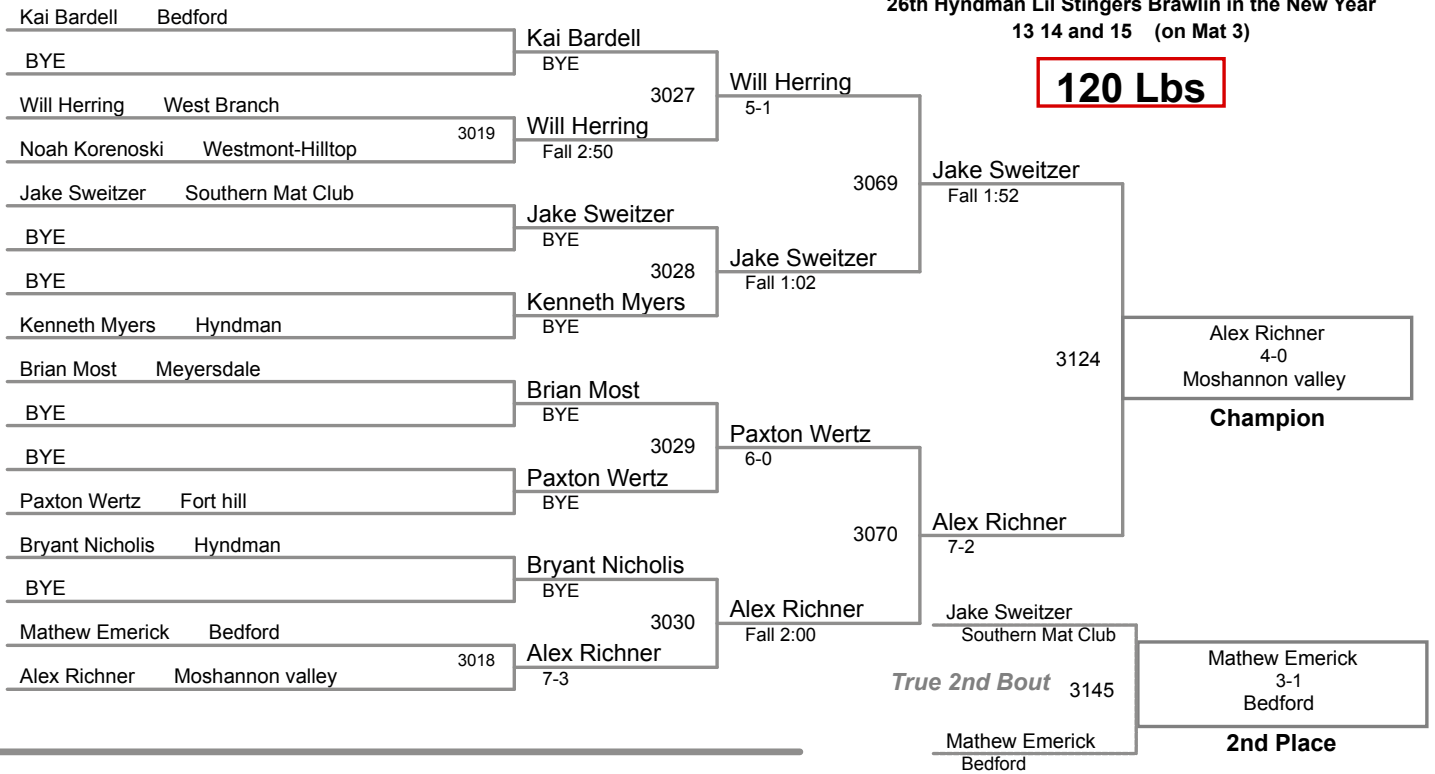 26th Hyndman Lil Stingers Brawlin in the New Year
13 14 and 15 (on Mat 3)
120 Lbs
Kai Bardell Bedford
BYE
Will Herring West Branch
3019
Noah Korenoski Westmont-Hilltop
Jake Sweitzer Southern Mat Club
BYE
BYE
Kenneth Myers Hyndman
Brian Most Meyersdale
BYE
BYE
Paxton Wertz Fort hill
Bryant Nicholis Hyndman
BYE
Mathew Emerick Bedford
3018
Alex Richner Moshannon valley
Kai Bardell
BYE
3027
Will Herring
Fall 2:50
Jake Sweitzer
BYE
3028
Kenneth Myers
BYE
Brian Most
BYE
3029
Paxton Wertz
BYE
Bryant Nicholis
BYE
3030
Alex Richner
7-3
Will Herring
5-1
3069
Jake Sweitzer
Fall 1:02
Paxton Wertz
6-0
3070
Alex Richner
Fall 2:00
Jake Sweitzer
Fall 1:52
3124
Alex Richner
7-2
Alex Richner
4-0
Moshannon valley
Champion
Jake Sweitzer
Southern Mat Club
True 2nd Bout 3145
Mathew Emerick
Bedford
Mathew Emerick
3-1
Bedford
2nd Place